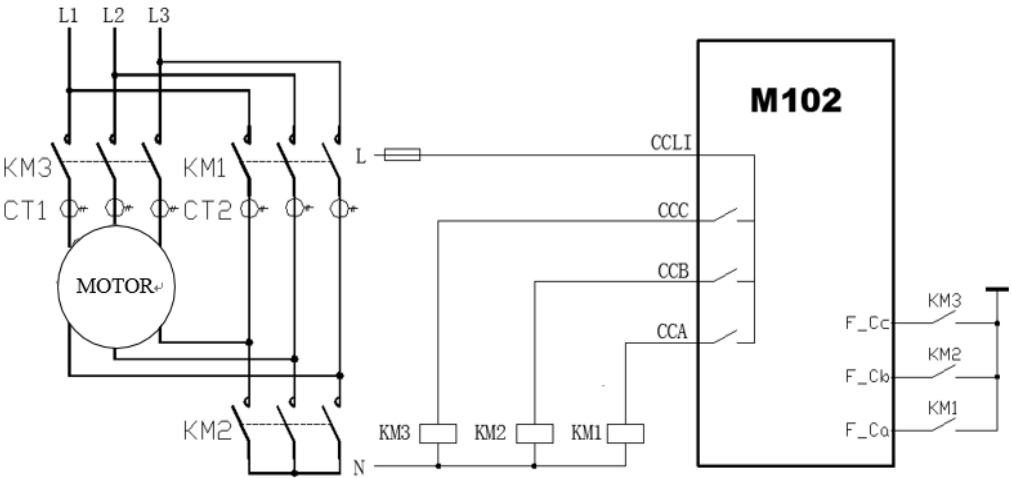 L1 L2 L3
M102
CCLI
L
KM3 KM1
CT1 CT2
CCC
CCB
MOTOR↵
KM3
F_Cc
CCA
KM2
F_Cb
KM1
F_Ca
KM2
KM3 KM2 KM1
N